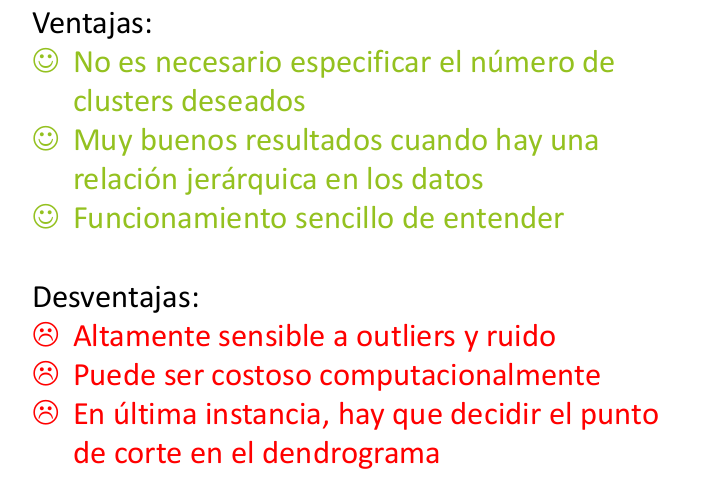 Ventajas:
☺ No es necesario especificar el número de
clusters deseados
☺ Muy buenos resultados cuando hay una
relación jerárquica en los datos
☺ Funcionamiento sencillo de entender
Desventajas:
☹ Altamente sensible a outliers y ruido
☹ Puede ser costoso computacionalmente
☹ En última instancia, hay que decidir el punto
de corte en el dendrograma